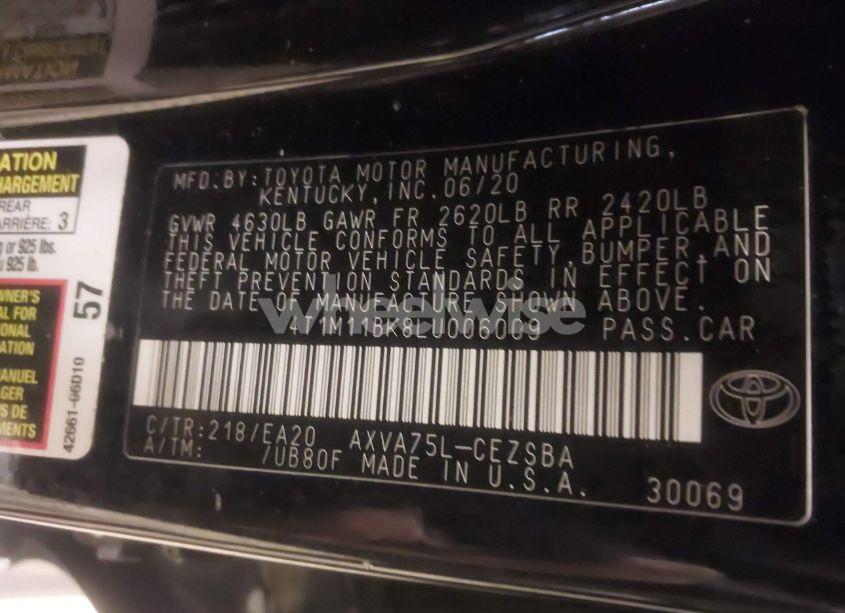 ATION
HARGEMENT
REAR
ARRIÈRE: 3
or 925 lbs.
925 lb.
WNER'S
AL FOR
IONAL
ION
ANUEL
AGER
S DE
EMENTS
57
42661-06D10
MFD.BY:TOYOTA MOTOR MANUFACTURING,
KENTUCKY,INC.06/20
GVWR 4630LB GAWR FR 2620LB RR 2420LB
THIS VEHICLE CONFORMS TO ALL APPLICABLE
FEDERAL MOTOR VEHICLE SAFETY,BUMPER,AND
THEFT PREVENTION STANDARDS IN EFFECT ON
THE DATE OF MANUFACTURE SHOWN ABOVE.
4T1M11BK8LU006009 PASS.CAR
wheelwise
C/TR:218/EA20 AXVA75L-CEZSBA
A/TM: 7UB80F MADE IN U.S.A.
30069